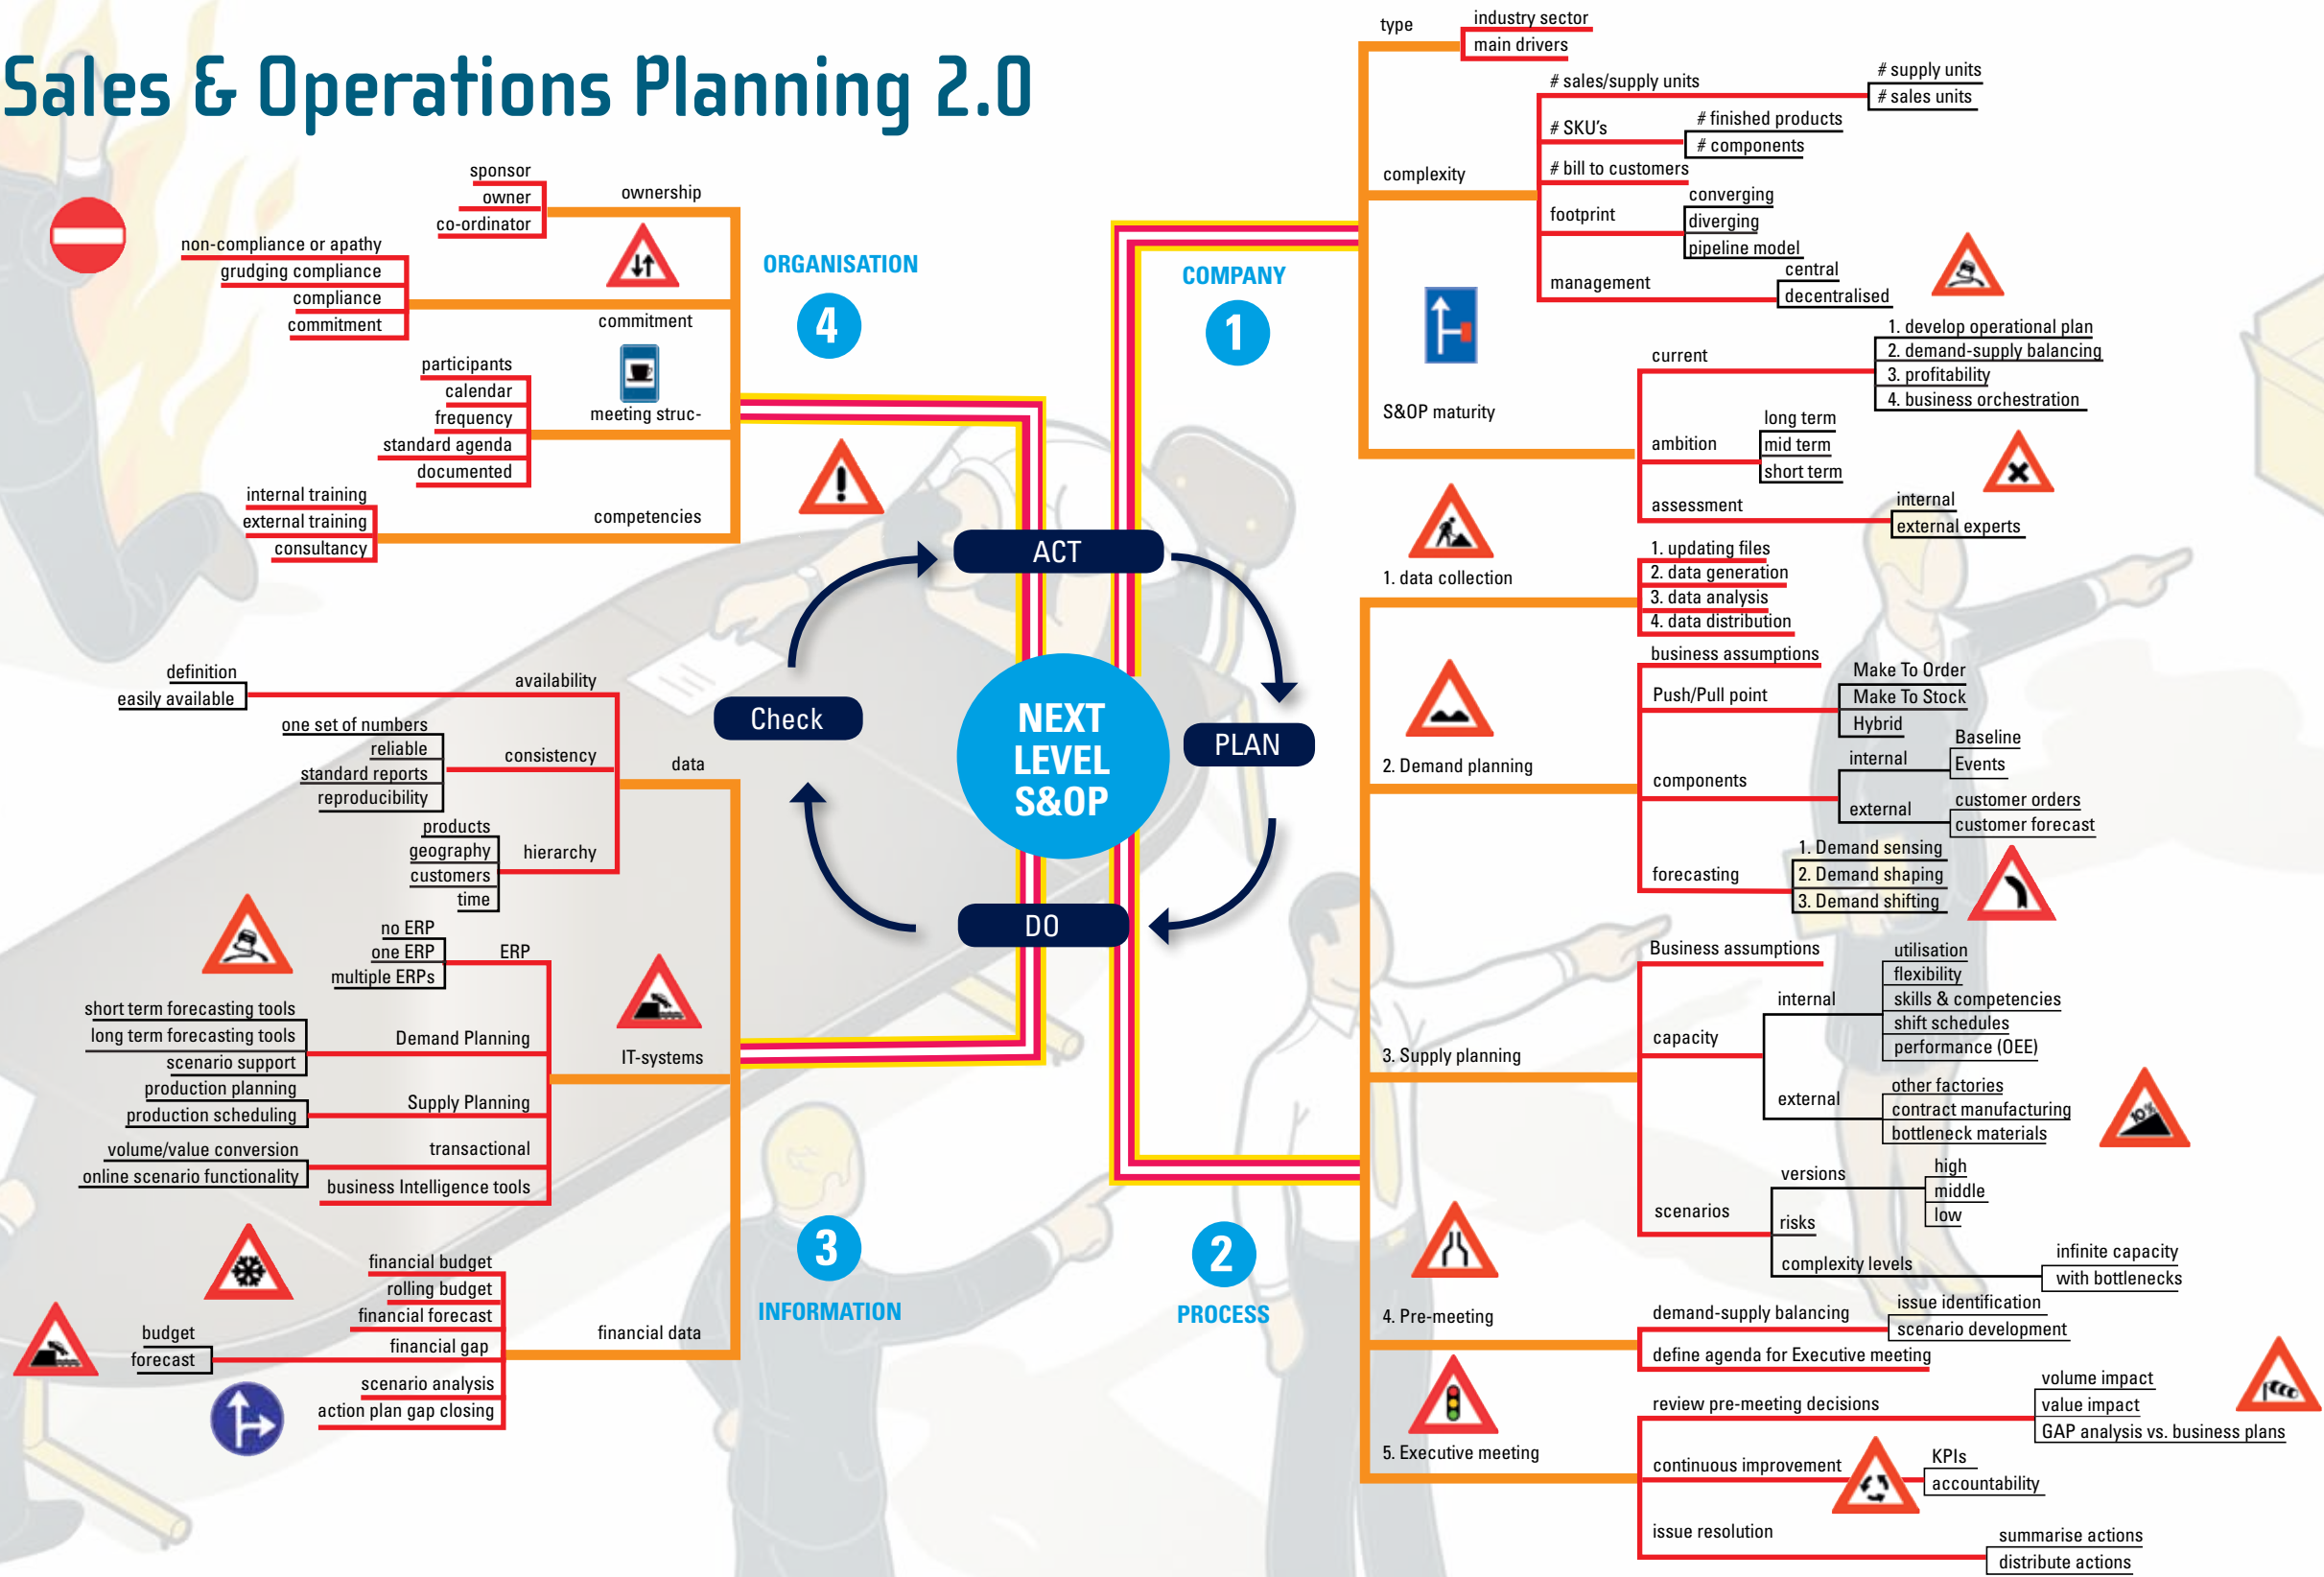 Sales & Operations Planning 2.0
COMPANY
1
type
industry sector
main drivers
complexity
# sales/supply units
# supply units
# sales units
# SKU's
# finished products
# components
# bill to customers
footprint
converging
diverging
pipeline model
management
central
decentralised
S&OP maturity
current
1. develop operational plan
2. demand-supply balancing
3. profitability
4. business orchestration
ambition
long term
mid term
short term
assessment
internal
external experts
2
PROCESS
1. data collection
1. updating files
2. data generation
3. data analysis
4. data distribution
2. Demand planning
business assumptions
Push/Pull point
Make To Order
Make To Stock
Hybrid
components
internal
Baseline
Events
external
customer orders
customer forecast
forecasting
1. Demand sensing
2. Demand shaping
3. Demand shifting
3. Supply planning
Business assumptions
capacity
internal
utilisation
flexibility
skills & competencies
shift schedules
performance (OEE)
external
other factories
contract manufacturing
bottleneck materials
10%
scenarios
versions
high
middle
low
risks
complexity levels
infinite capacity
with bottlenecks
4. Pre-meeting
demand-supply balancing
issue identification
scenario development
define agenda for Executive meeting
5. Executive meeting
review pre-meeting decisions
volume impact
value impact
GAP analysis vs. business plans
continuous improvement
KPIs
accountability
issue resolution
summarise actions
distribute actions
3
INFORMATION
data
availability
definition
easily available
consistency
one set of numbers
reliable
standard reports
reproducibility
hierarchy
products
geography
customers
time
IT-systems
ERP
no ERP
one ERP
multiple ERPs
Demand Planning
short term forecasting tools
long term forecasting tools
scenario support
Supply Planning
production planning
production scheduling
transactional
volume/value conversion
online scenario functionality
business Intelligence tools
financial data
financial budget
rolling budget
financial forecast
financial gap
budget
forecast
scenario analysis
action plan gap closing
ORGANISATION
4
ownership
sponsor
owner
co-ordinator
commitment
non-compliance or apathy
grudging compliance
compliance
commitment
meeting struc-
participants
calendar
frequency
standard agenda
documented
competencies
internal training
external training
consultancy
ACT
PLAN
DO
Check
NEXT
LEVEL
S&OP